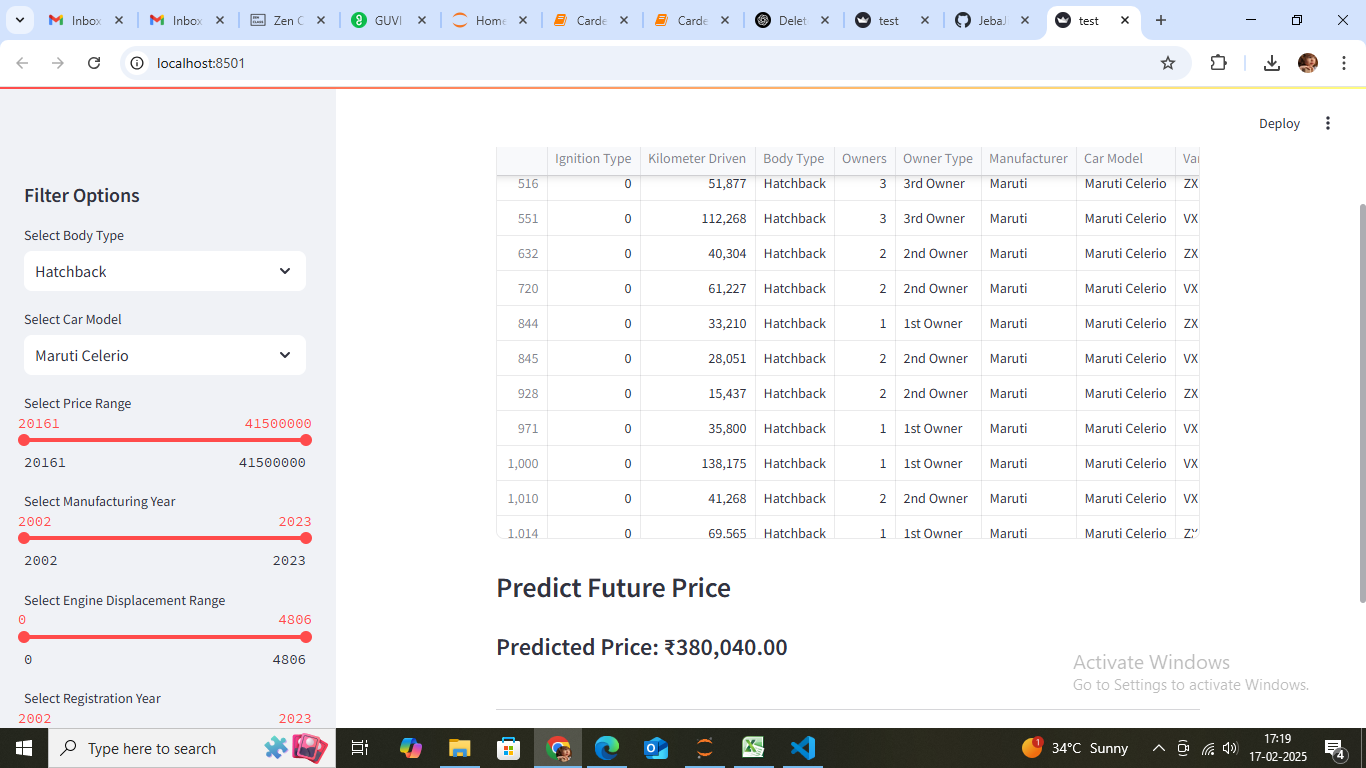 Inbox
Inbox
Zen C
GUVI
Home
Carde
Carde
Delet
test
JebaJ
test
localhost:8501
Deploy
Filter Options
Select Body Type
Hatchback
Select Car Model
Maruti Celerio
Select Price Range
20161 41500000
20161 41500000
Select Manufacturing Year
2002 2023
2002 2023
Select Engine Displacement Range
0 4806
0 4806
Select Registration Year
2002 2023
Ignition Type Kilometer Driven Body Type Owners Owner Type Manufacturer Car Model Var
516 0 51,877 Hatchback 3 3rd Owner Maruti Maruti Celerio ZX
551 0 112,268 Hatchback 3 3rd Owner Maruti Maruti Celerio VX
632 0 40,304 Hatchback 2 2nd Owner Maruti Maruti Celerio ZX
720 0 61,227 Hatchback 2 2nd Owner Maruti Maruti Celerio VX
844 0 33,210 Hatchback 1 1st Owner Maruti Maruti Celerio ZX
845 0 28,051 Hatchback 2 2nd Owner Maruti Maruti Celerio VX
928 0 15,437 Hatchback 2 2nd Owner Maruti Maruti Celerio ZX
971 0 35,800 Hatchback 1 1st Owner Maruti Maruti Celerio VX
1,000 0 138,175 Hatchback 1 1st Owner Maruti Maruti Celerio VX
1,010 0 41,268 Hatchback 2 2nd Owner Maruti Maruti Celerio VX
1,014 0 69,565 Hatchback 1 1st Owner Maruti Maruti Celerio ZX
Predict Future Price
Predicted Price: ₹380,040.00
Activate Windows
Go to Settings to activate Windows.
Type here to search
1
34°C Sunny
17:19
17-02-2025
4